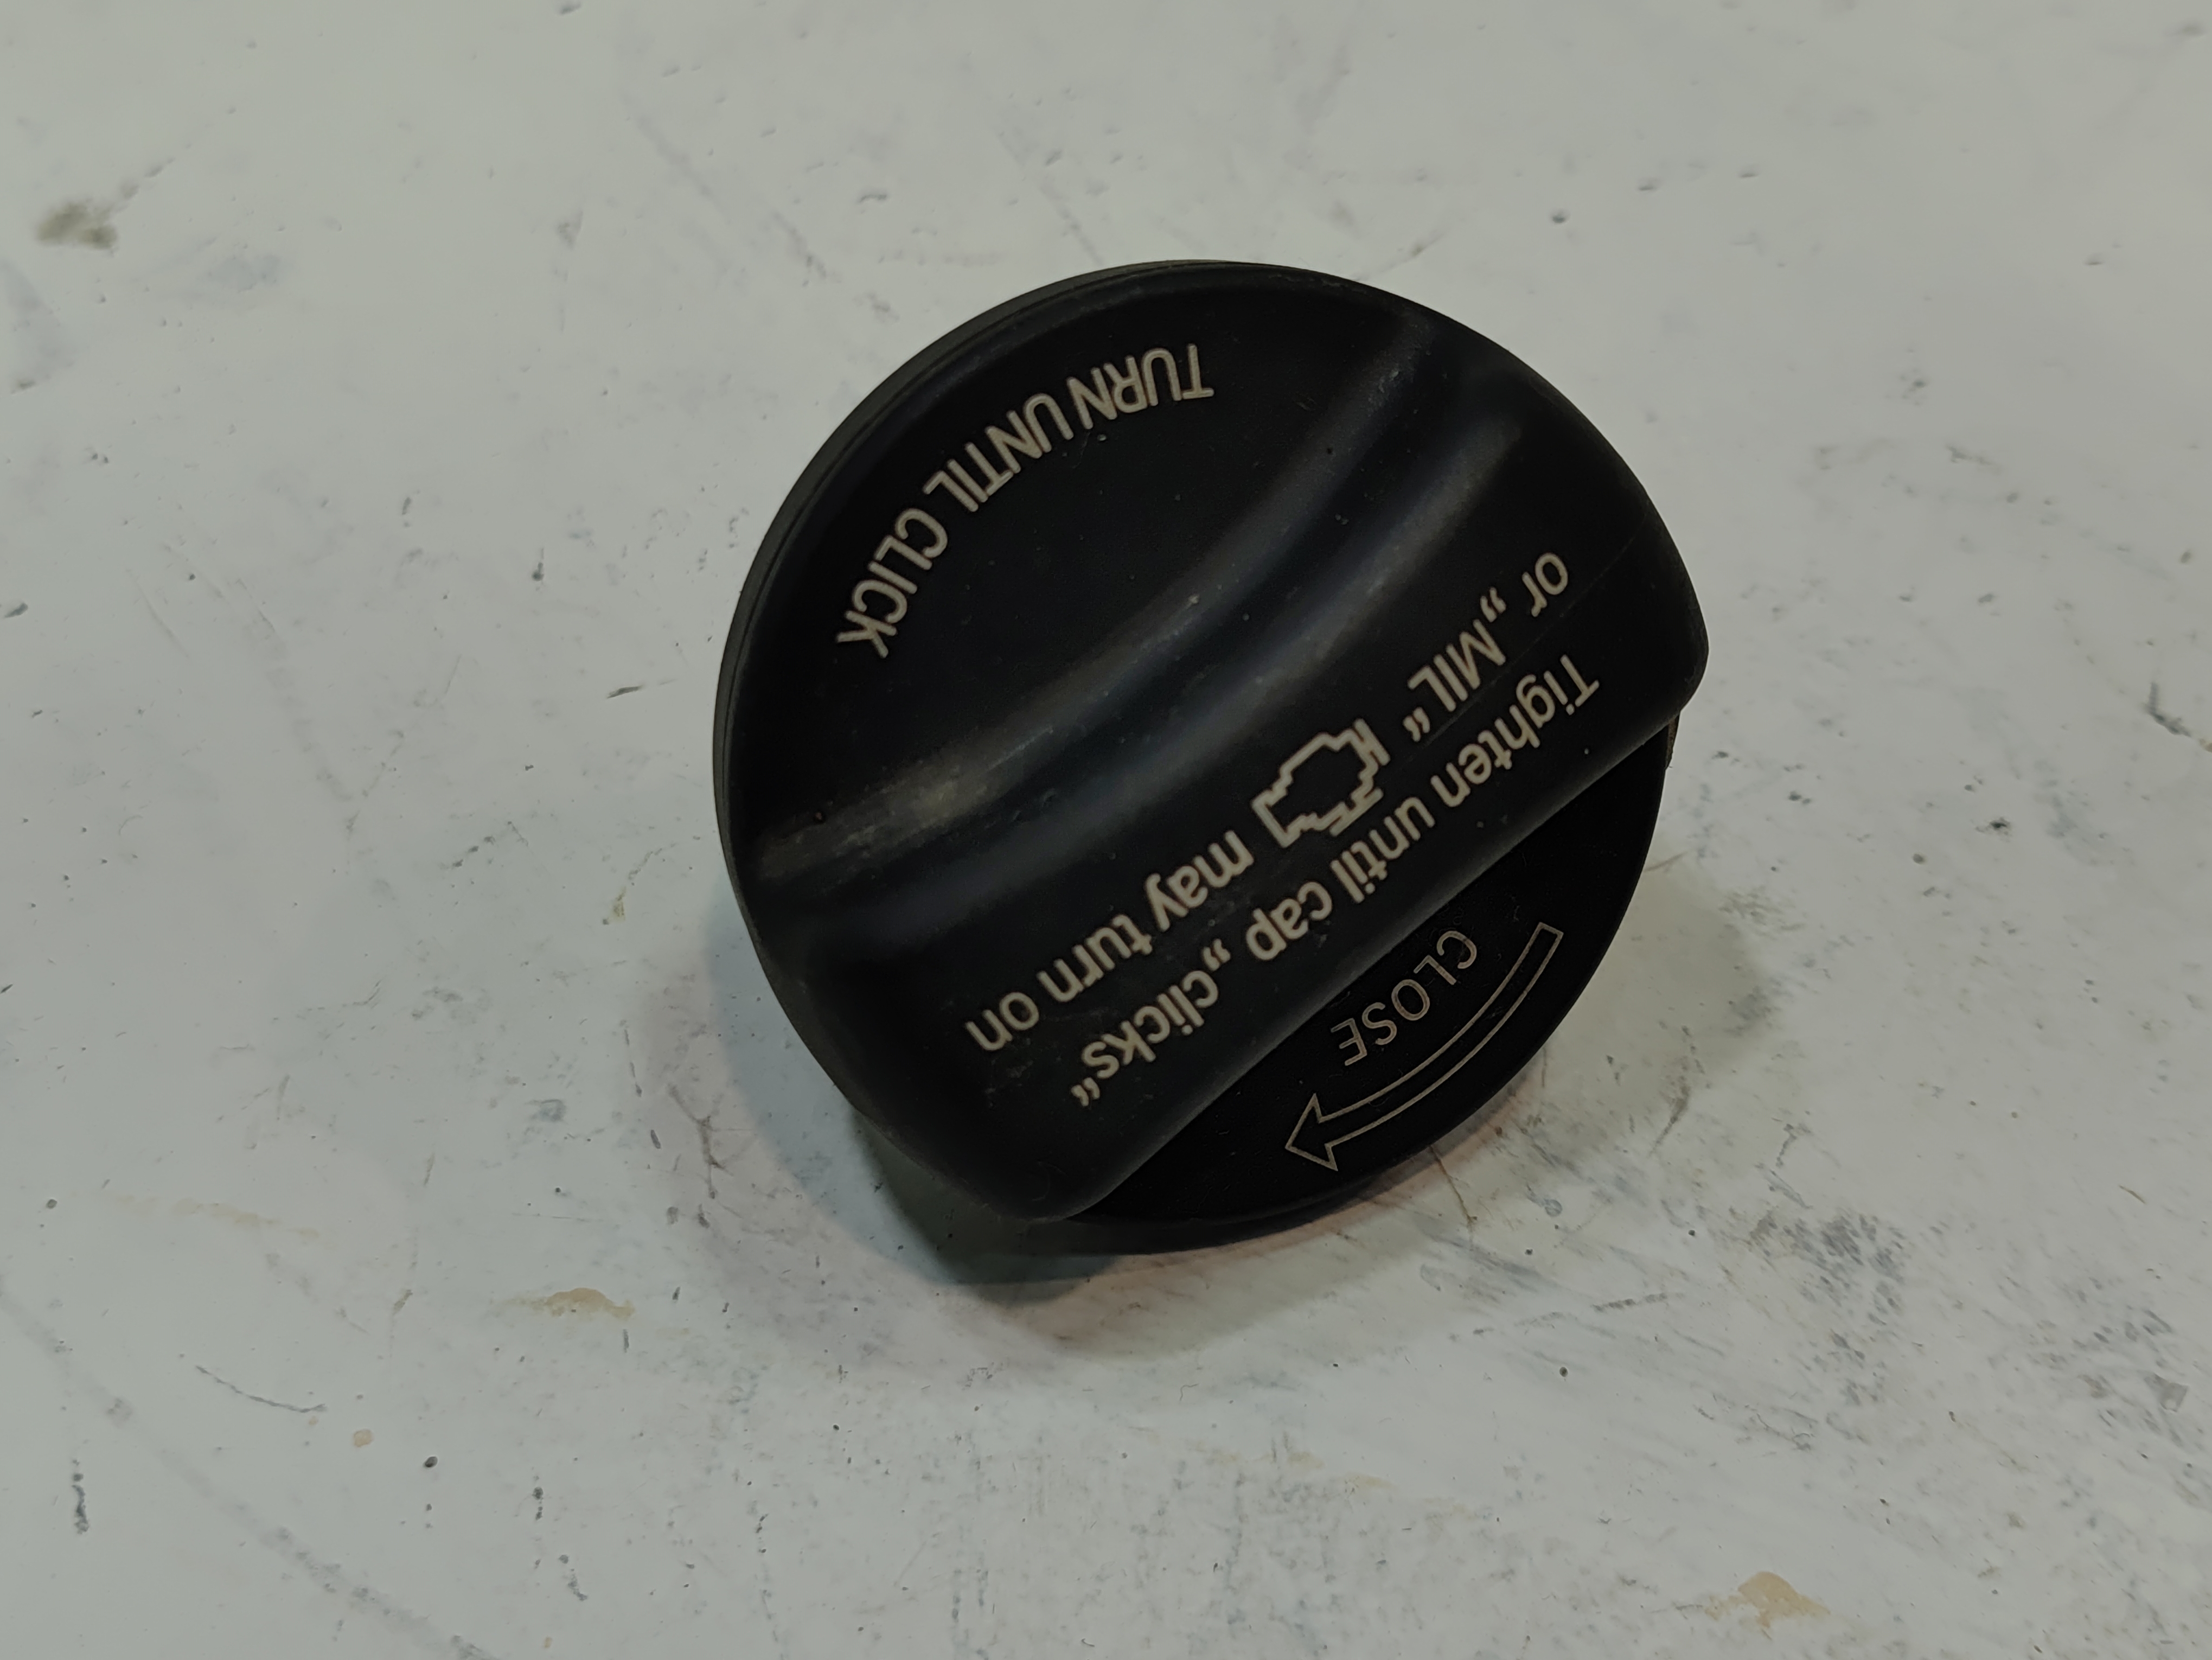 CLOSE
Tighten until cap „clicks“
or „MIL“ may turn on
TURN UNTIL CLICK